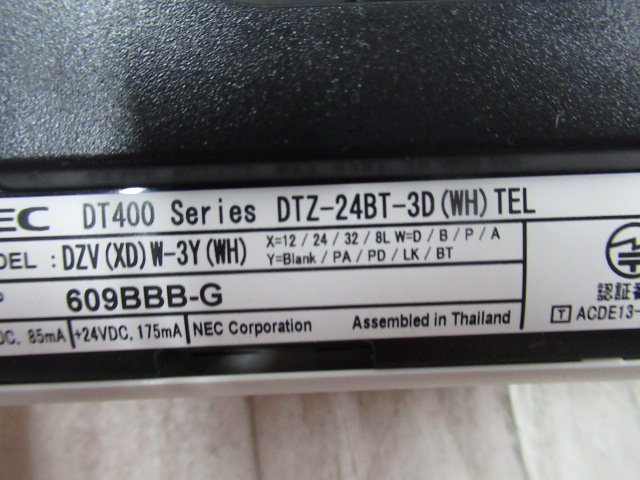 EC DT400 Series DTZ-24BT-3D(WH)TEL
DEL : DZV(XD)W-3Y(WH) X=12 / 24 / 32 / 8L W=D / B / P / A
Y=Blank / PA / PD / LK / BT
P 609BBB-G
DC, 85mA +24VDC, 175mA NEC Corporation Assembled in Thailand
認証番
T ACDE13-